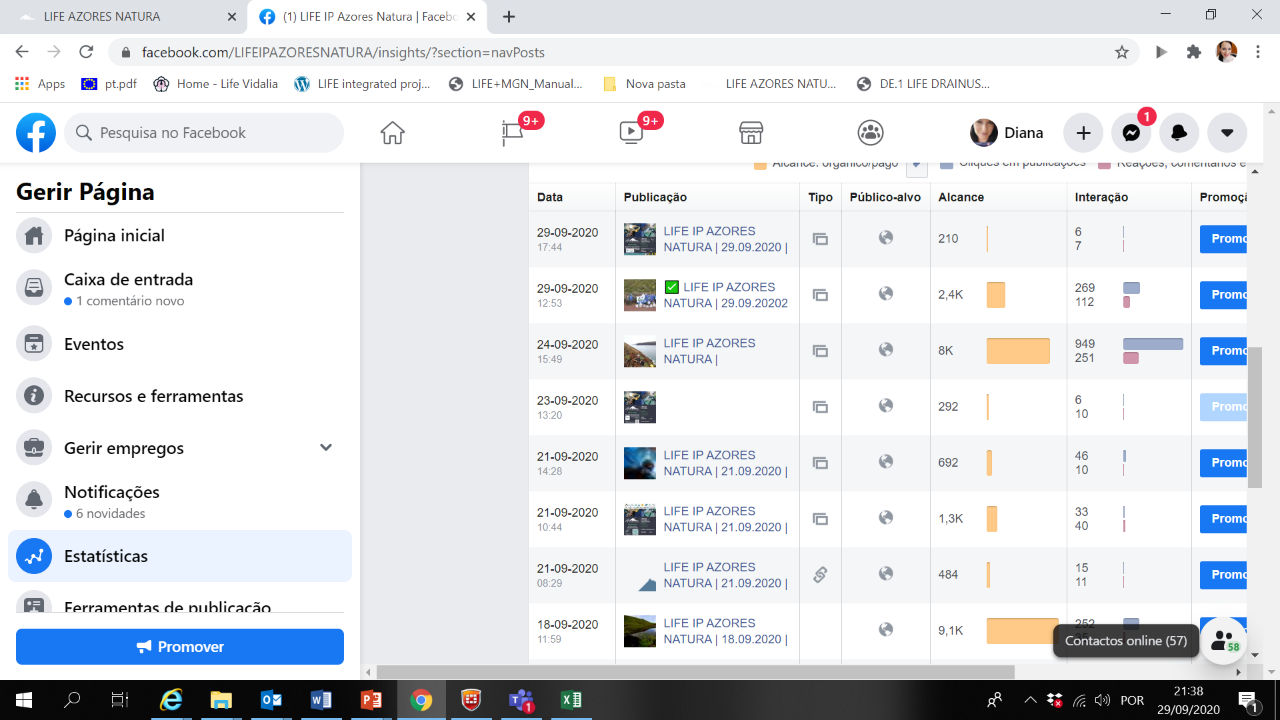 LIFE AZORES NATURA
(1) LIFE IP Azores Natura | Facebo
facebook.com/LIFEIPAZORESNATURA/insights/?section=navPosts
Apps
pt.pdf
Home - Life Vidalia
LIFE integrated proj...
LIFE+MGN_Manual...
Nova pasta
LIFE AZORES NATU...
DE.1 LIFE DRAINUS...
Pesquisa no Facebook
9+
9+
Diana
1
Gerir Página
Página inicial
Caixa de entrada
1 comentário novo
Eventos
Recursos e ferramentas
Gerir empregos
Notificações
6 novidades
Estatísticas
Ferramentas de publicação
Promover
Alcance: orgânico/pago
Cliques em publicações
Reações, comentários e
Data Publicação Tipo Público-alvo Alcance Interação Promoçã
29-09-2020
17:44
LIFE IP AZORES
NATURA | 29.09.2020 |
210
6
7
Promo
29-09-2020
12:53
✅ LIFE IP AZORES
NATURA | 29.09.20202
2,4K
269
112
Promo
24-09-2020
15:49
LIFE IP AZORES
NATURA |
8K
949
251
Promo
23-09-2020
13:20
292
6
10
Promo
21-09-2020
14:28
LIFE IP AZORES
NATURA | 21.09.2020 |
692
46
10
Promo
21-09-2020
10:44
LIFE IP AZORES
NATURA | 21.09.2020 |
1,3K
33
40
Promo
21-09-2020
08:29
LIFE IP AZORES
NATURA | 21.09.2020 |
484
15
11
Promo
18-09-2020
11:59
LIFE IP AZORES
NATURA | 18.09.2020 |
9,1K
252
Contactos online (57)
58
1
POR
21:38
29/09/2020
1